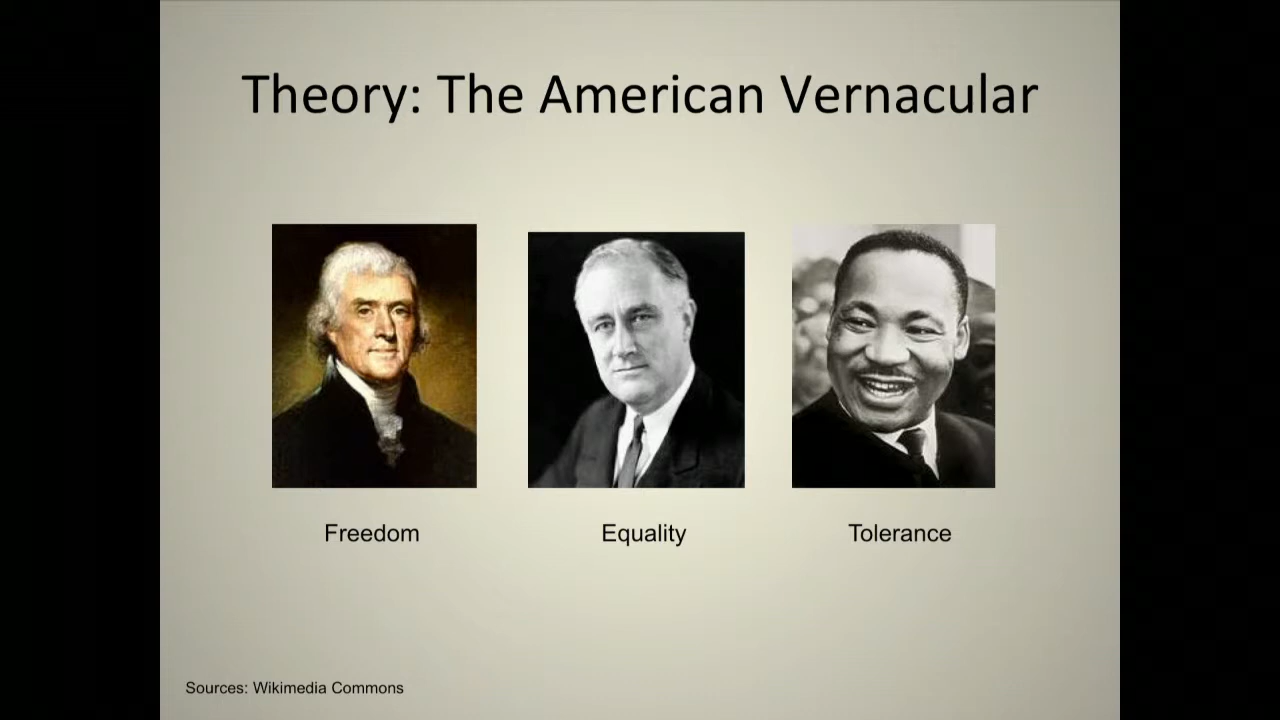 Theory: The American Vernacular
Freedom
Equality
Tolerance
Sources: Wikimedia Commons